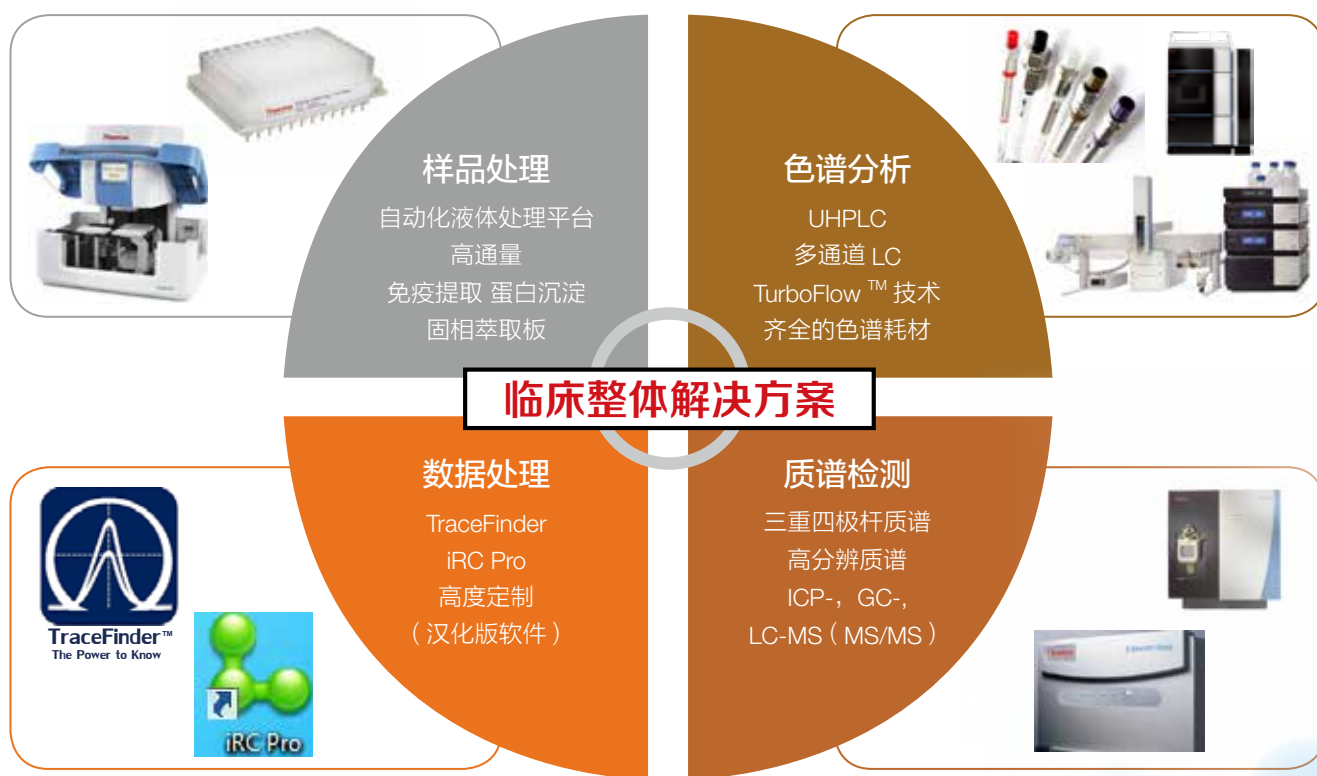 样品处理
自动化液体处理平台
高通量
免疫提取 蛋白沉淀
固相萃取板
色谱分析
UHPLC
多通道 LC
TurboFlow ™ 技术
齐全的色谱耗材
临床整体解决方案
数据处理
TraceFinder
iRC Pro
高度定制
（汉化版软件）
质谱检测
三重四极杆质谱
高分辨质谱
ICP-，GC-,
LC-MS（MS/MS）
TraceFinder™
The Power to Know
iRC Pro